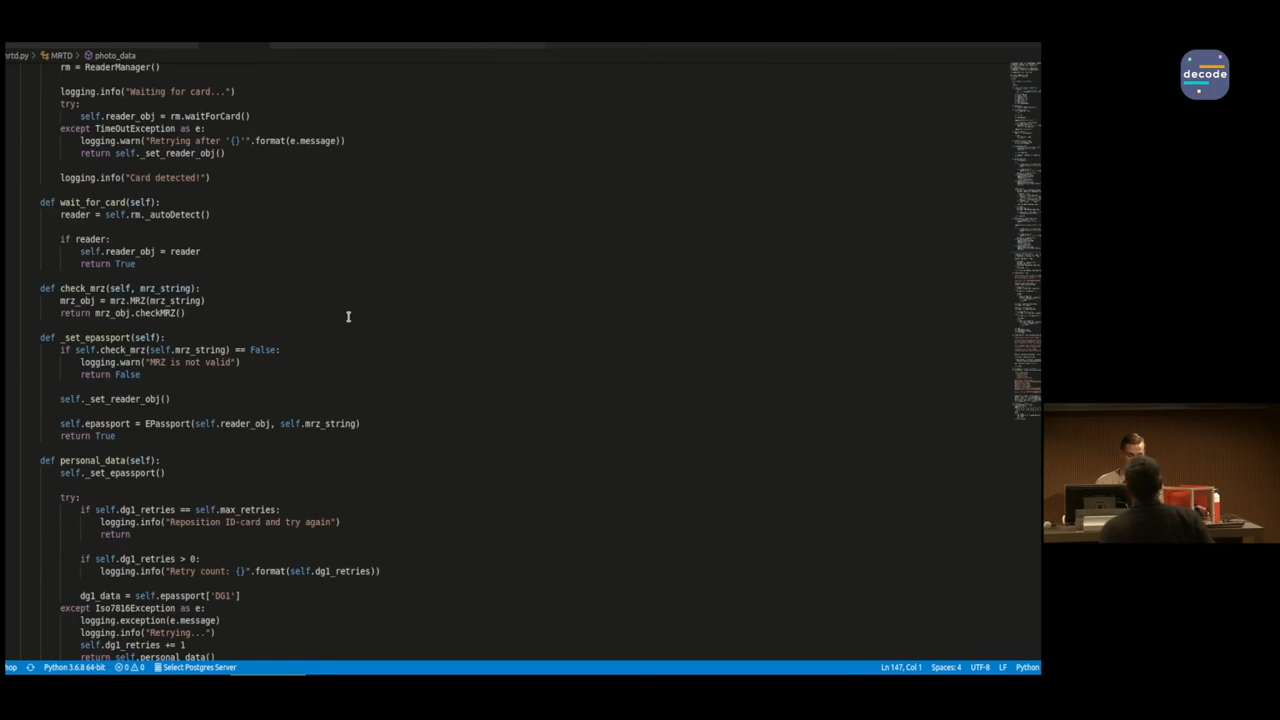 mrtd.py > MRTD > photo_data
rm = ReaderManager()
logging.info("Waiting for card...")
try:
self.reader_obj = rm.waitForCard()
except TimeOutException as e:
logging.warn("Retrying after '{}'".format(e.message))
return self._set_reader_obj()
logging.info("Card detected!")
def wait_for_card(self):
reader = self.rm._autoDetect()
if reader:
self.reader_obj = reader
return True
def check_mrz(self, mrz_string):
mrz_obj = mrz.MRZ(mrz_string)
return mrz_obj.checkMRZ()
def _set_epassport(self):
if self.check_mrz(self.mrz_string) == False:
logging.warn("MRZ is not valid")
return False
self._set_reader_obj()
self.epassport = EPassport(self.reader_obj, self.mrz_string)
return True
def personal_data(self):
self._set_epassport()
try:
if self.dg1_retries == self.max_retries:
logging.info("Reposition ID-card and try again")
return
if self.dg1_retries > 0:
logging.info("Retry count: {}".format(self.dg1_retries))
dg1_data = self.epassport['DG1']
except Iso7816Exception as e:
logging.exception(e.message)
logging.info("Retrying...")
self.dg1_retries += 1
return self.personal_data()
hop Python 3.6.8 64-bit 0 0 Select Postgres Server Ln 147, Col 1 Spaces: 4 UTF-8 LF Python
decode